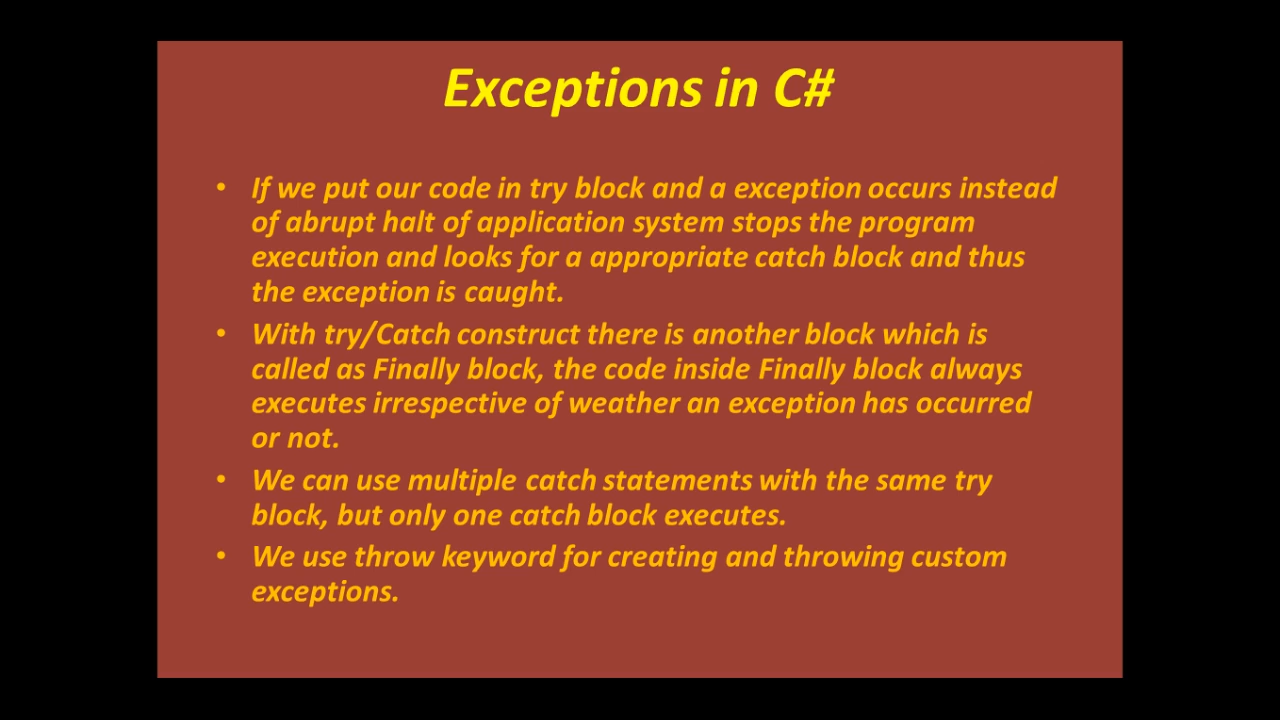 Exceptions in C#
• If we put our code in try block and a exception occurs instead
of abrupt halt of application system stops the program
execution and looks for a appropriate catch block and thus
the exception is caught.
• With try/Catch construct there is another block which is
called as Finally block, the code inside Finally block always
executes irrespective of weather an exception has occurred
or not.
• We can use multiple catch statements with the same try
block, but only one catch block executes.
• We use throw keyword for creating and throwing custom
exceptions.